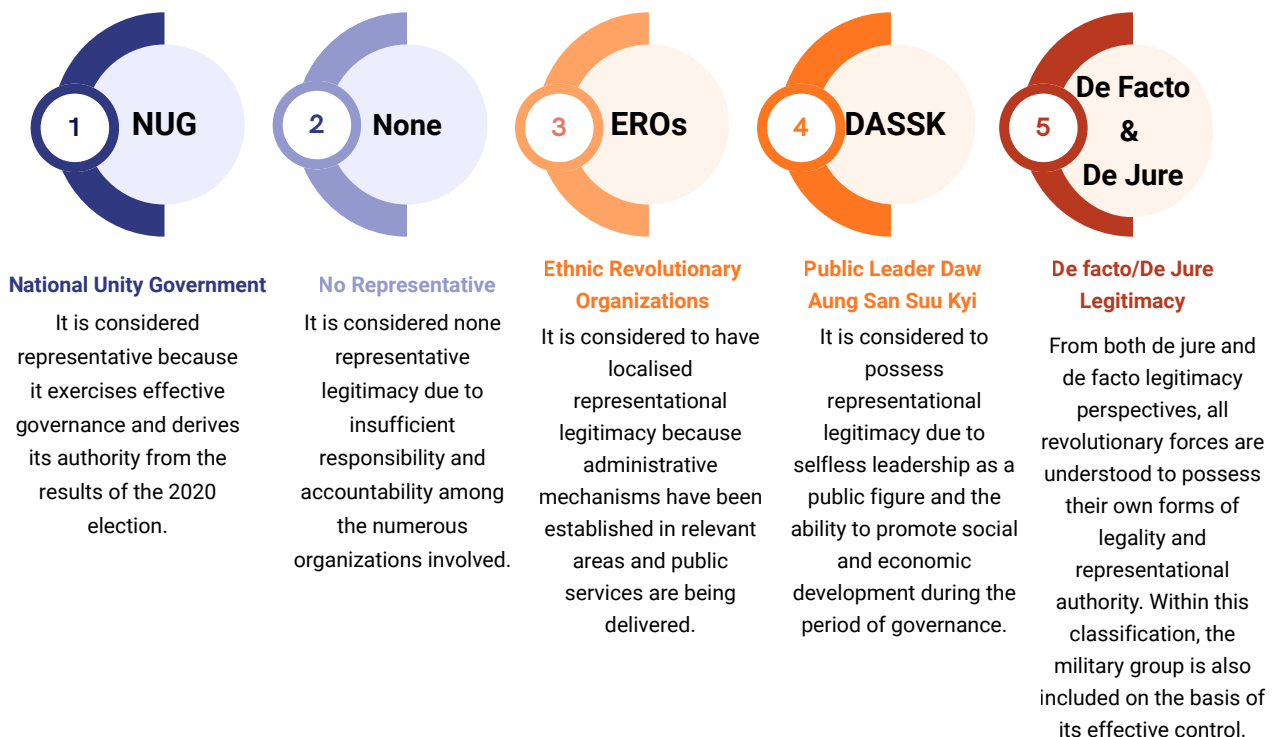 1
NUG
National Unity Government
It is considered
representative because
it exercises effective
governance and derives
its authority from the
results of the 2020
election.
2
None
No Representative
It is considered none
representative
legitimacy due to
insufficient
responsibility and
accountability among
the numerous
organizations involved.
3
EROs
Ethnic Revolutionary
Organizations
It is considered to have
localised
representational
legitimacy because
administrative
mechanisms have been
established in relevant
areas and public
services are being
delivered.
4
DASSK
Public Leader Daw
Aung San Suu Kyi
It is considered to
possess
representational
legitimacy due to
selfless leadership as a
public figure and the
ability to promote social
and economic
development during the
period of governance.
5
De Facto
&
De Jure
De facto/De Jure
Legitimacy
From both de jure and
de facto legitimacy
perspectives, all
revolutionary forces are
understood to possess
their own forms of
legality and
representational
authority. Within this
classification, the
military group is also
included on the basis of
its effective control.